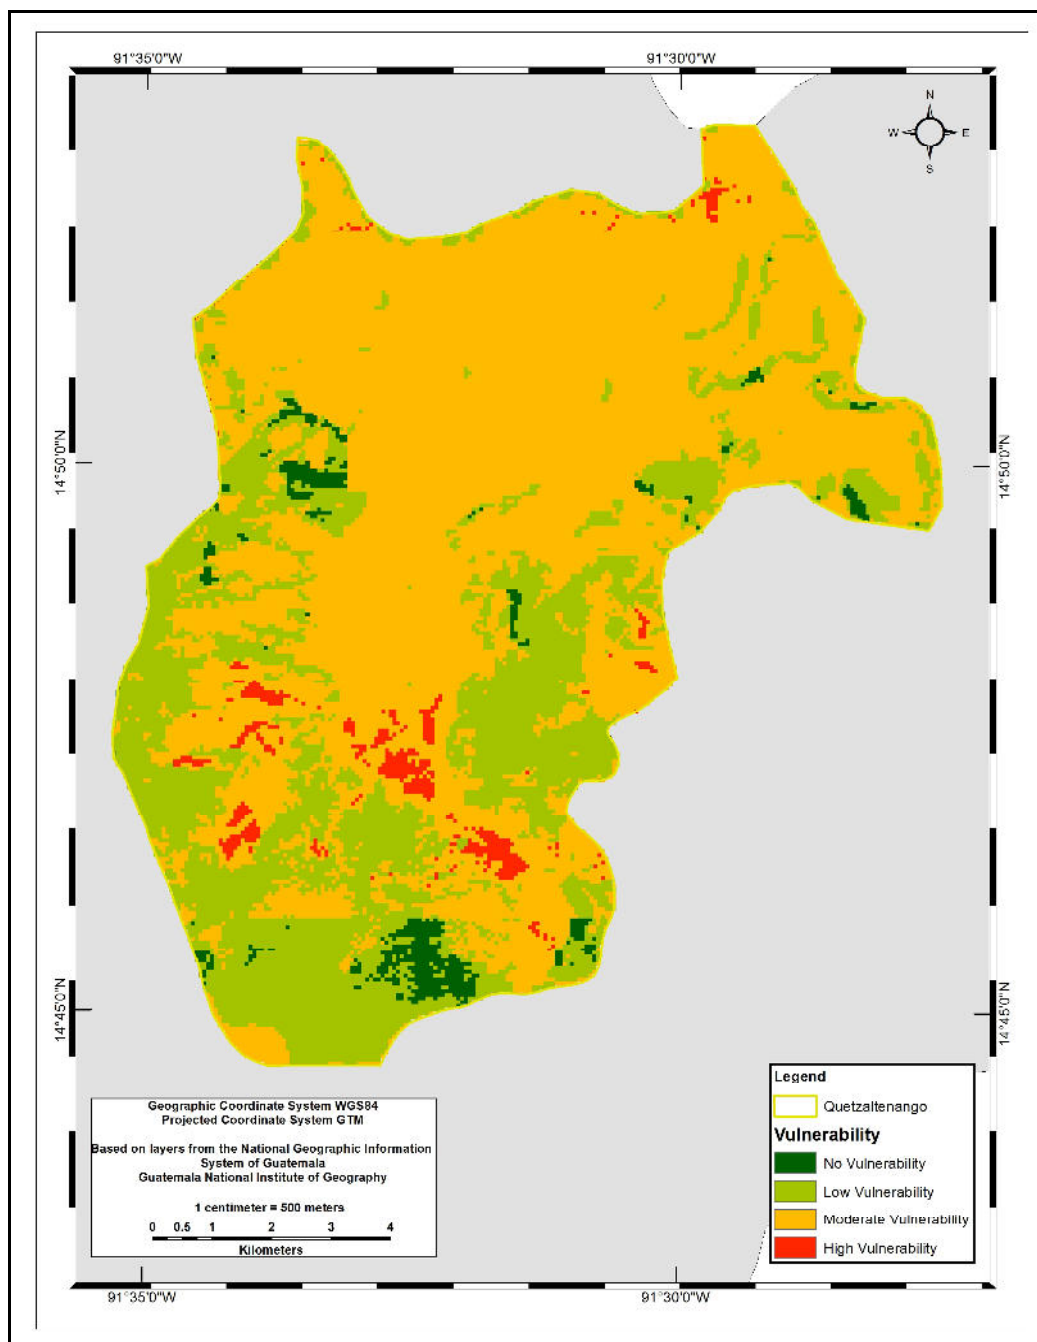 91°35'0"W
91°30'0"W
N
W
E
S
14°50'0"N
14°50'0"N
14°45'0"N
14°45'0"N
Geographic Coordinate System WGS84
Projected Coordinate System GTM
Based on layers from the National Geographic Information
System of Guatemala
Guatemala National Institute of Geography
1 centimeter = 500 meters
0 0.5 1 2 3 4
Kilometers
Legend
Quetzaltenango
Vulnerability
No Vulnerability
Low Vulnerability
Moderate Vulnerability
High Vulnerability
91°35'0"W
91°30'0"W